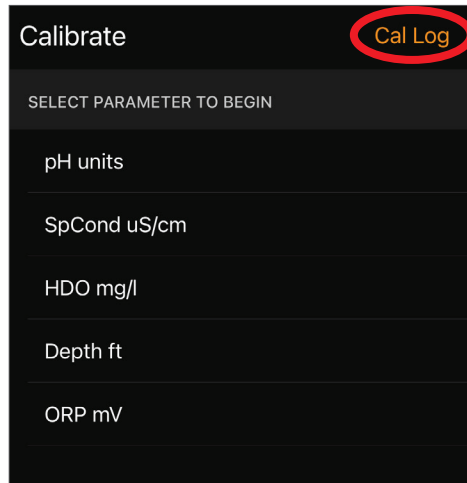 Calibrate Cal Log
SELECT PARAMETER TO BEGIN
pH units
SpCond uS/cm
HDO mg/l
Depth ft
ORP mV